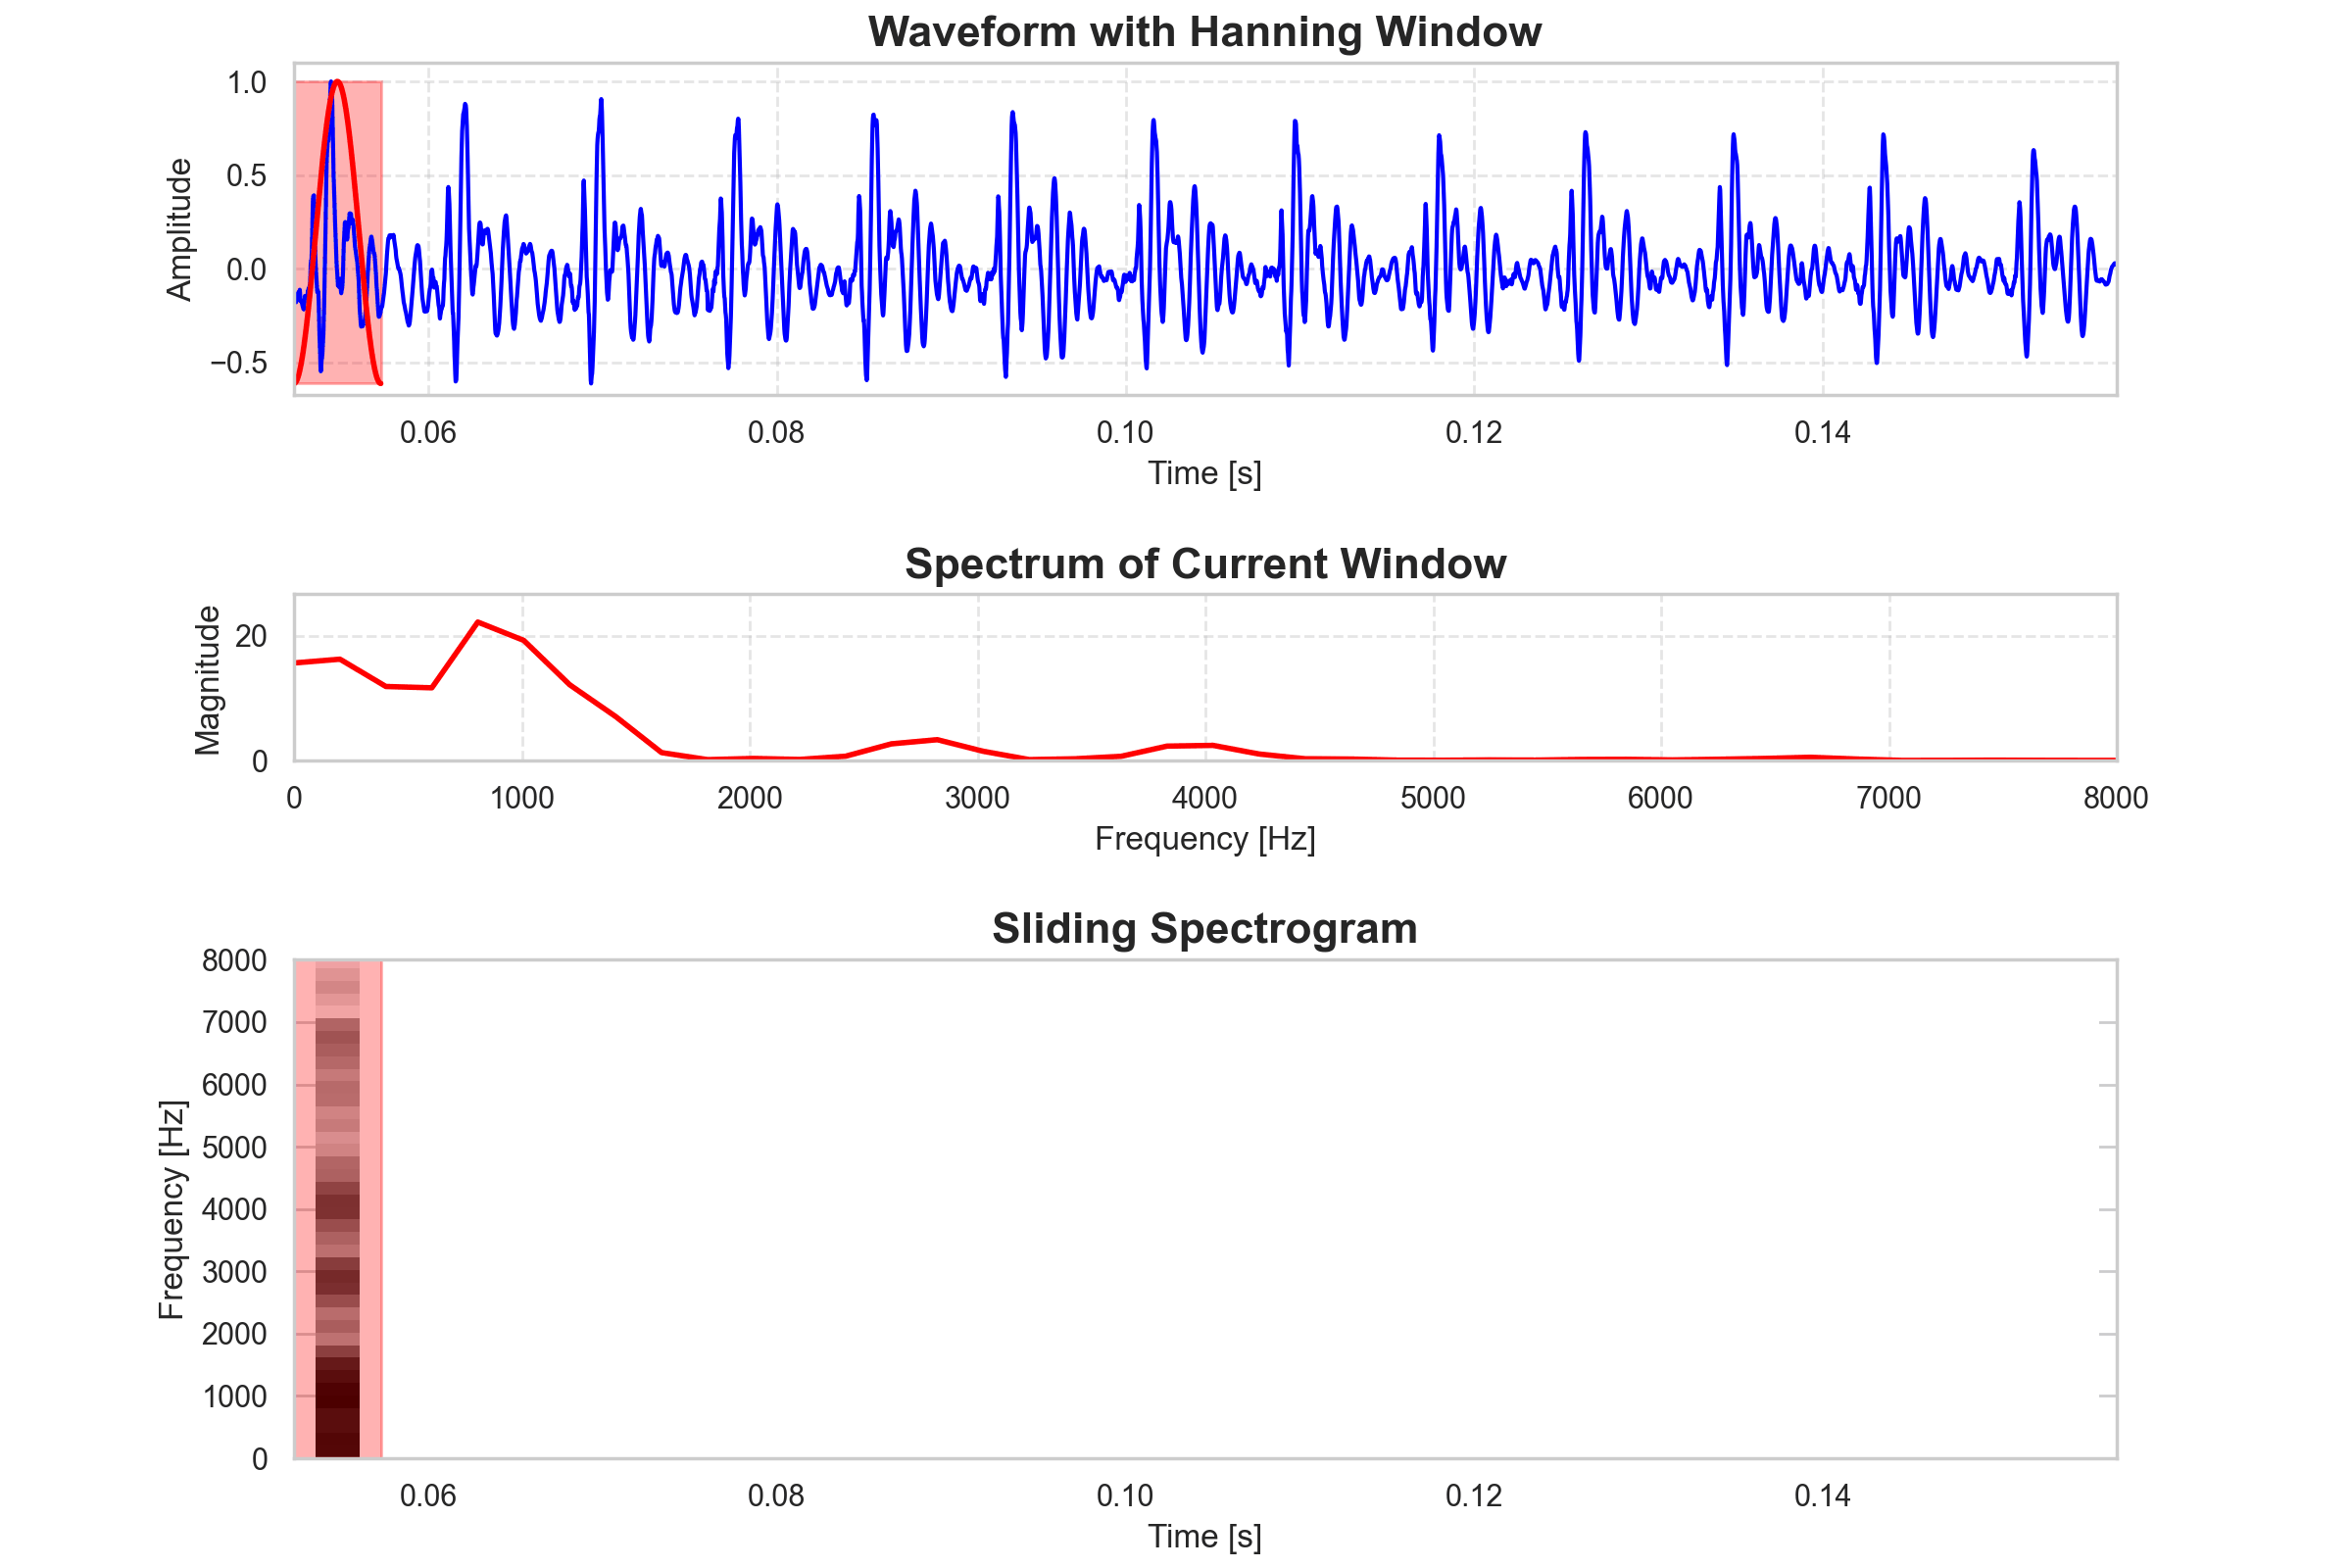 Waveform with Hanning Window
Amplitude
1.0
0.5
0.0
−0.5
0.06 0.08 0.10 0.12 0.14
Time [s]
Spectrum of Current Window
Magnitude
20
0
0 1000 2000 3000 4000 5000 6000 7000 8000
Frequency [Hz]
Sliding Spectrogram
Frequency [Hz]
8000
7000
6000
5000
4000
3000
2000
1000
0
0.06 0.08 0.10 0.12 0.14
Time [s]